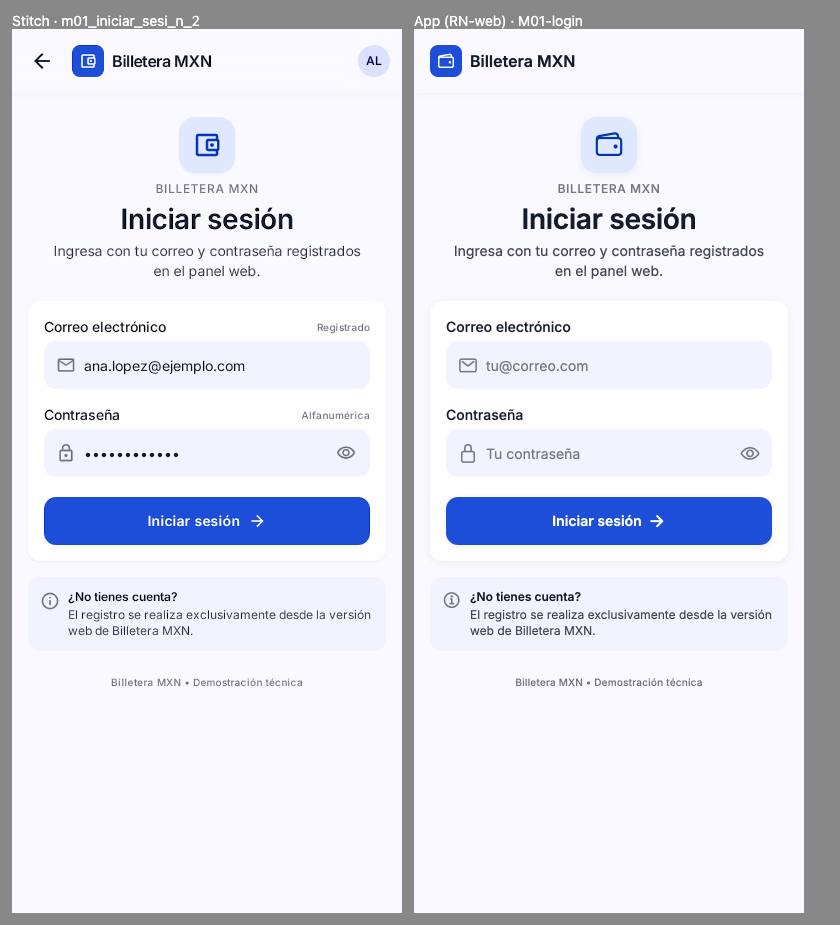 Stitch · m01_iniciar_sesi_n_2
Billetera MXN
AL
BILLETERA MXN
Iniciar sesión
Ingresa con tu correo y contraseña registrados
en el panel web.
Correo electrónico
Registrado
ana.lopez@ejemplo.com
Contraseña
Alfanumérica
••••••••••••
Iniciar sesión →
¿No tienes cuenta?
El registro se realiza exclusivamente desde la versión
web de Billetera MXN.
Billetera MXN • Demostración técnica
App (RN-web) · M01-login
Billetera MXN
BILLETERA MXN
Iniciar sesión
Ingresa con tu correo y contraseña registrados
en el panel web.
Correo electrónico
tu@correo.com
Contraseña
Tu contraseña
Iniciar sesión →
¿No tienes cuenta?
El registro se realiza exclusivamente desde la versión
web de Billetera MXN.
Billetera MXN • Demostración técnica